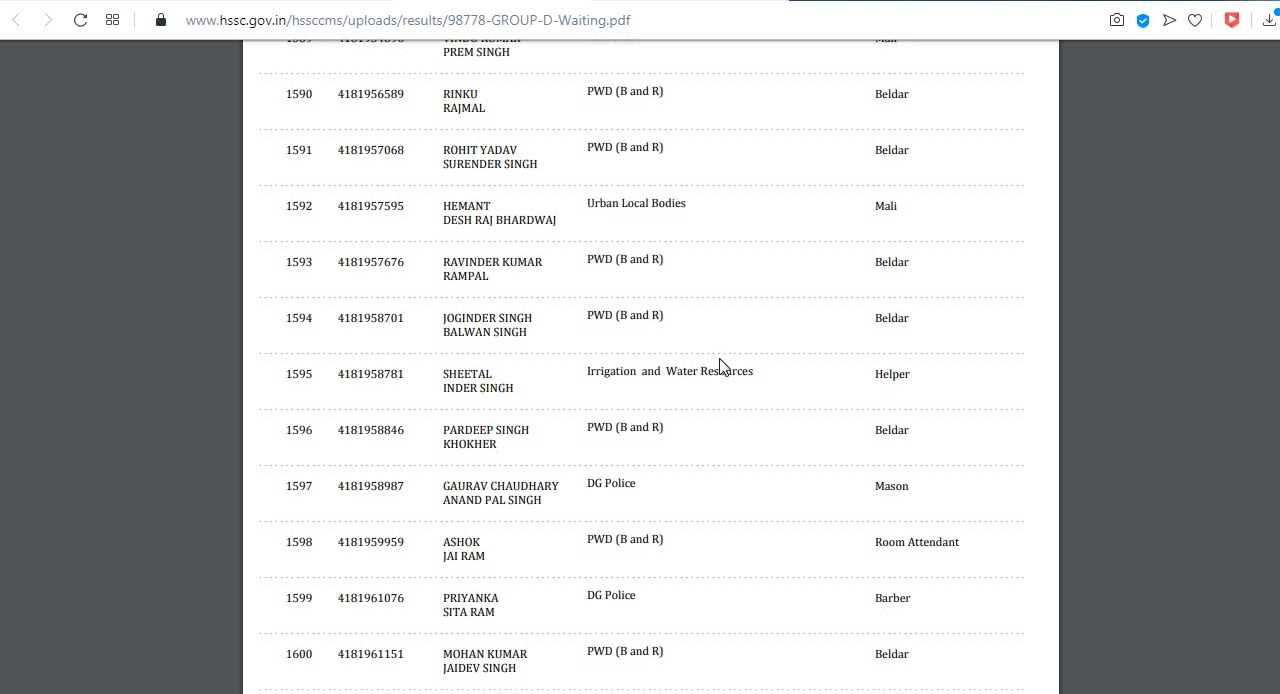 www.hssc.gov.in/hssccms/uploads/results/98778-GROUP-D-Waiting.pdf
PREM SINGH
1590 4181956589 RINKU PWD (B and R) Beldar
RAJMAL
1591 4181957068 ROHIT YADAV PWD (B and R) Beldar
SURENDER SINGH
1592 4181957595 HEMANT Urban Local Bodies Mali
DESH RAJ BHARDWAJ
1593 4181957676 RAVINDER KUMAR PWD (B and R) Beldar
RAMPAL
1594 4181958701 JOGINDER SINGH PWD (B and R) Beldar
BALWAN SINGH
1595 4181958781 SHEETAL Irrigation and Water Resources Helper
INDER SINGH
1596 4181958846 PARDEEP SINGH PWD (B and R) Beldar
KHOKHER
1597 4181958987 GAURAV CHAUDHARY DG Police Mason
ANAND PAL SINGH
1598 4181959959 ASHOK PWD (B and R) Room Attendant
JAI RAM
1599 4181961076 PRIYANKA DG Police Barber
SITA RAM
1600 4181961151 MOHAN KUMAR PWD (B and R) Beldar
JAIDEV SINGH